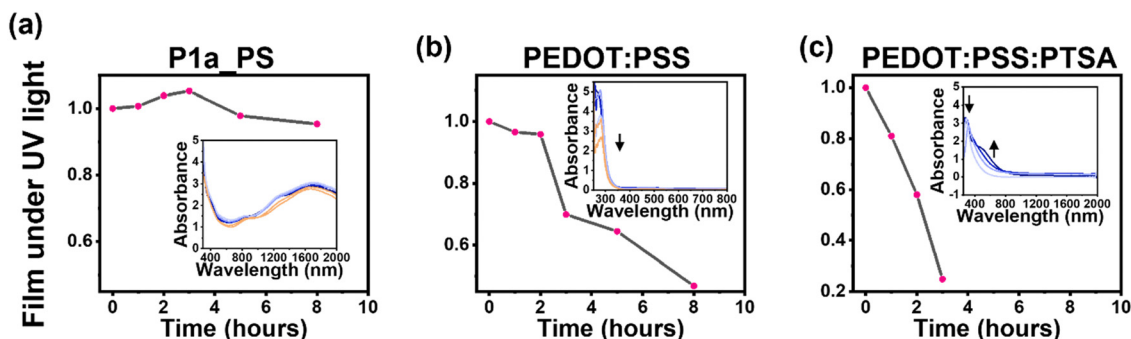 (a)
P1a_PS
Film under UV light
1.0
0.8
0.6
0 2 4 6 8 10
Time (hours)
Absorbance
5
4
3
2
1
0
400 800 1200 1600 2000
Wavelength (nm)
(b)
PEDOT:PSS
1.0
0.8
0.6
0 2 4 6 8 10
Time (hours)
Absorbance
5
4
3
2
1
0
300 400 500 600 700 800
Wavelength (nm)
(c)
PEDOT:PSS:PTSA
1.0
0.8
0.6
0.4
0.2
0 2 4 6 8 10
Time (hours)
Absorbance
5
4
3
2
1
0
-1
400 800 1200 1600 2000
Wavelength (nm)